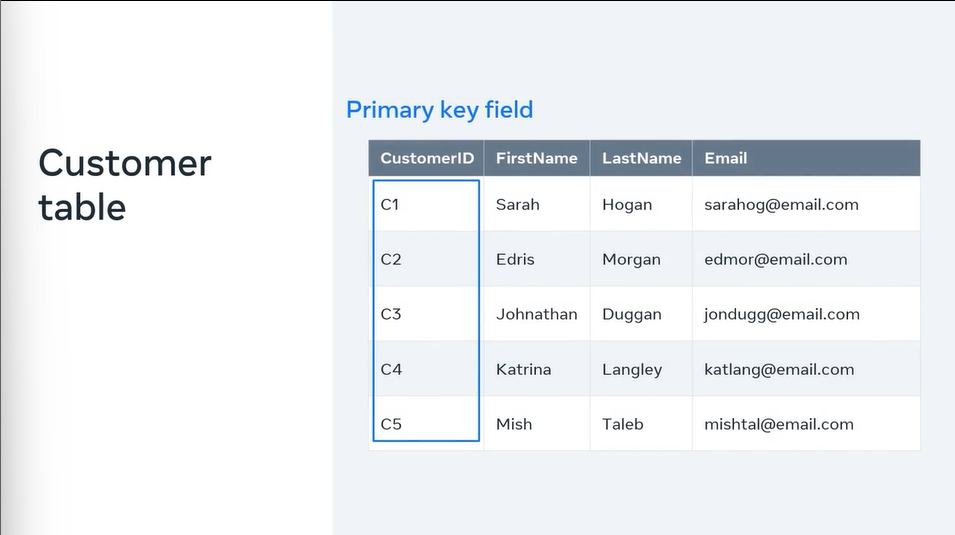 Customer
table
Primary key field
CustomerID FirstName LastName Email
C1 Sarah Hogan sarahog@email.com
C2 Edris Morgan edmor@email.com
C3 Johnathan Duggan jondugg@email.com
C4 Katrina Langley katlang@email.com
C5 Mish Taleb mishtal@email.com